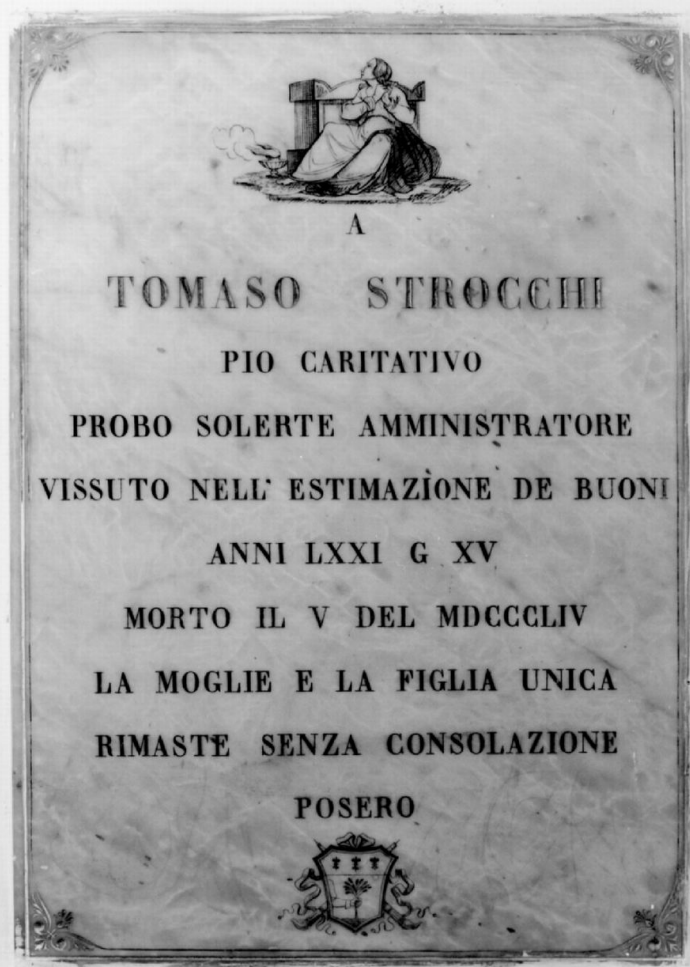 A
TOMASO STROCCHI
PIO CARITATIVO
PROBO SOLERTE AMMINISTRATORE
VISSUTO NELL' ESTIMAZIONE DE BUONI
ANNI LXXI G XV
MORTO IL V DEL MDCCCLIV
LA MOGLIE E LA FIGLIA UNICA
RIMASTE SENZA CONSOLAZIONE
POSERO